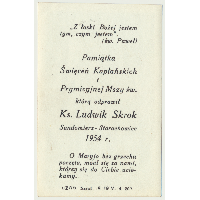 „Z łaski Bożej jestem
tym, czym jestem".
(św. Paweł)
Pamiątka
Święceń Kapłańskich
i
Prymicyjnej Mszy św.
którą odprawił
Ks. Ludwik Skrok
Sandomierz - Starachowice
1954 r.
O Maryjo bez grzechu
poczęta, módl się za nami,
którzy się do Ciebie ucie-
kamy.